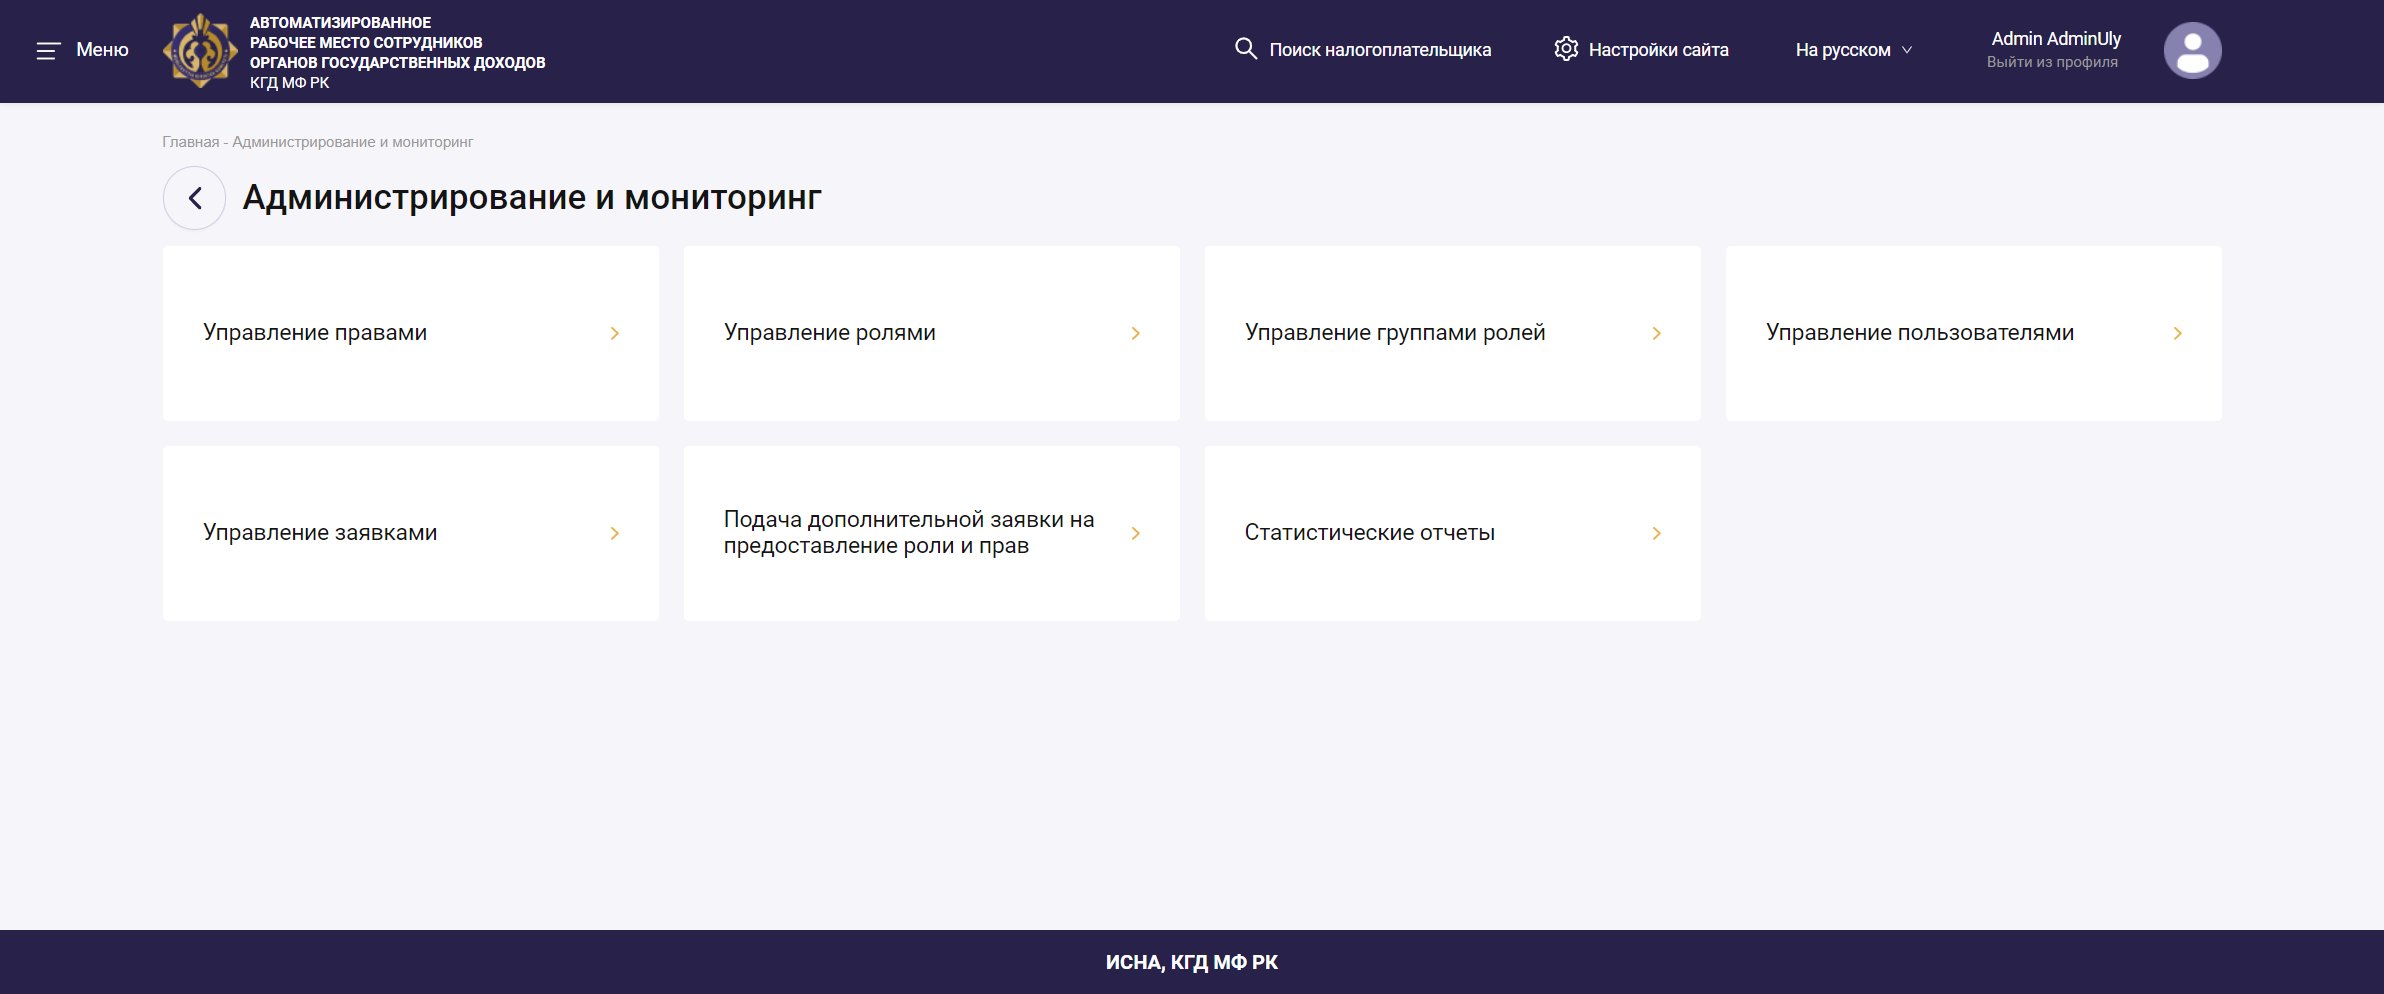 Меню
АВТОМАТИЗИРОВАННОЕ
РАБОЧЕЕ МЕСТО СОТРУДНИКОВ
ОРГАНОВ ГОСУДАРСТВЕННЫХ ДОХОДОВ
КГД МФ РК
Поиск налогоплательщика
Настройки сайта
На русском
Admin AdminUly
Выйти из профиля
Главная - Администрирование и мониторинг
Администрирование и мониторинг
Управление правами
Управление ролями
Управление группами ролей
Управление пользователями
Управление заявками
Подача дополнительной заявки на
предоставление роли и прав
Статистические отчеты
ИСНА, КГД МФ РК